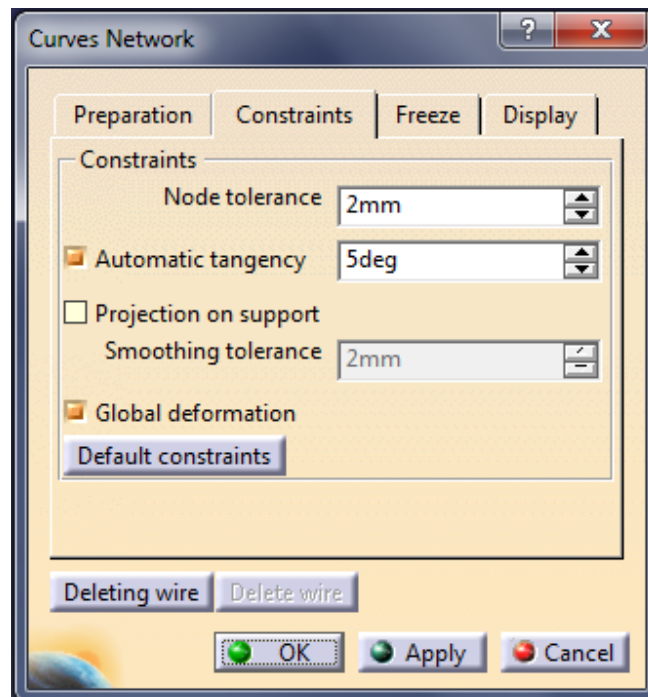 Curves Network
?
X
Preparation Constraints Freeze Display
Constraints
Node tolerance 2mm
Automatic tangency 5deg
Projection on support
Smoothing tolerance 2mm
Global deformation
Default constraints
Deleting wire Delete wire
OK Apply Cancel